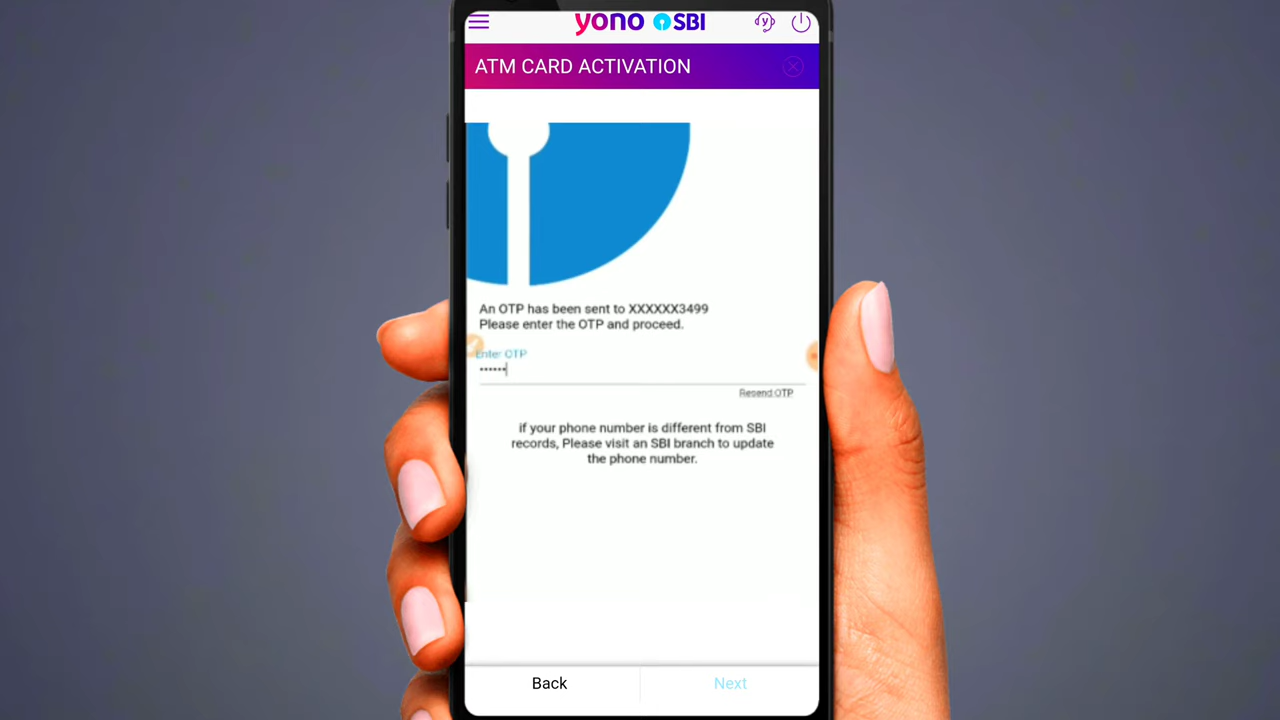 yono SBI
ATM CARD ACTIVATION
An OTP has been sent to XXXXXX3499
Please enter the OTP and proceed.
Enter OTP
••••••
Resend OTP
if your phone number is different from SBI
records, Please visit an SBI branch to update
the phone number.
Back
Next